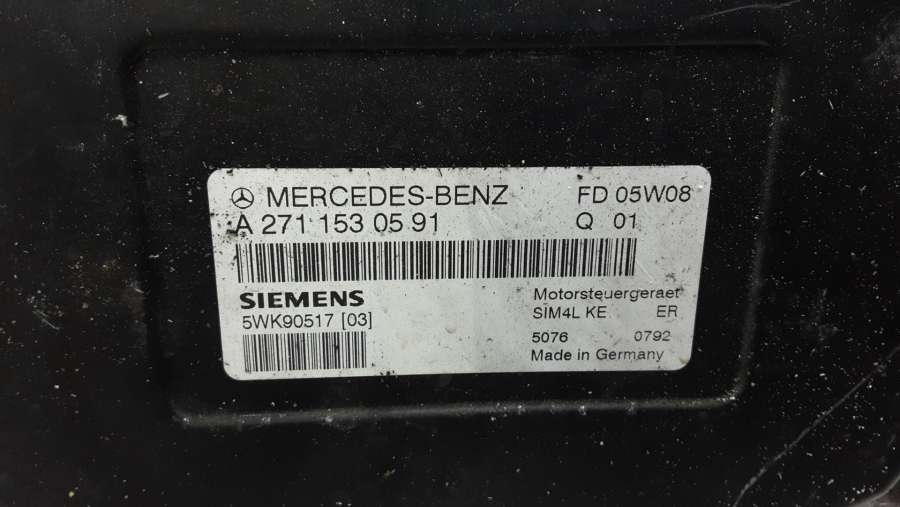 MERCEDES-BENZ FD 05W08
A 271 153 05 91 Q 01
SIEMENS Motorsteuergeraet
5WK90517 [03] SIM4L KE ER
5076 0792
Made in Germany